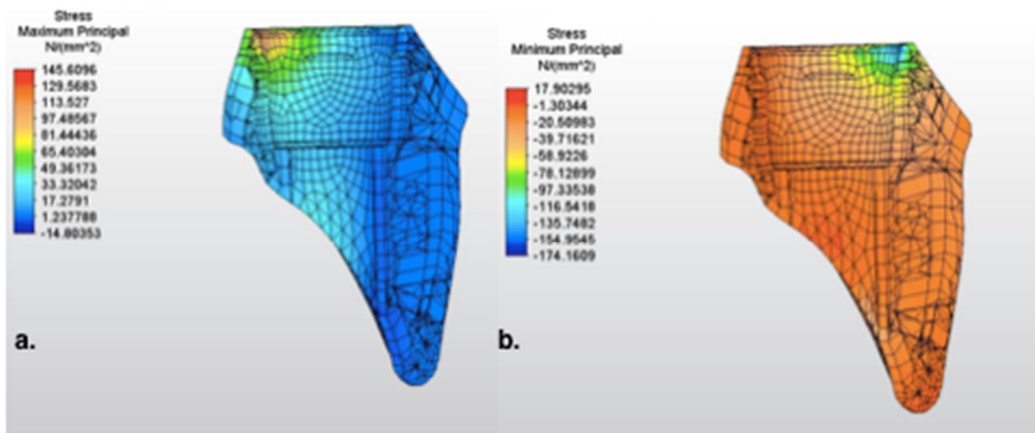 Stress
Maximum Principal
N/(mm^2)
145.6096
129.5683
113.527
97.48567
81.44436
65.40304
49.36173
33.32042
17.2791
1.237788
-14.80353
a.
Stress
Minimum Principal
N/(mm^2)
17.90295
-1.30344
-20.50983
-39.71621
-58.9226
-78.12899
-97.33538
-116.5418
-135.7482
-154.9545
-174.1609
b.